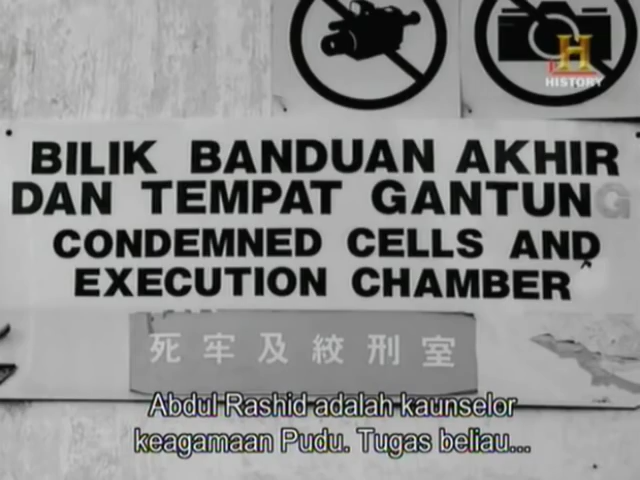 H
HISTORY
BILIK BANDUAN AKHIR
DAN TEMPAT GANTUNG
CONDEMNED CELLS AND
EXECUTION CHAMBER
死牢及絞刑室
Abdul Rashid adalah kaunselor
keagamaan Pudu. Tugas beliau...